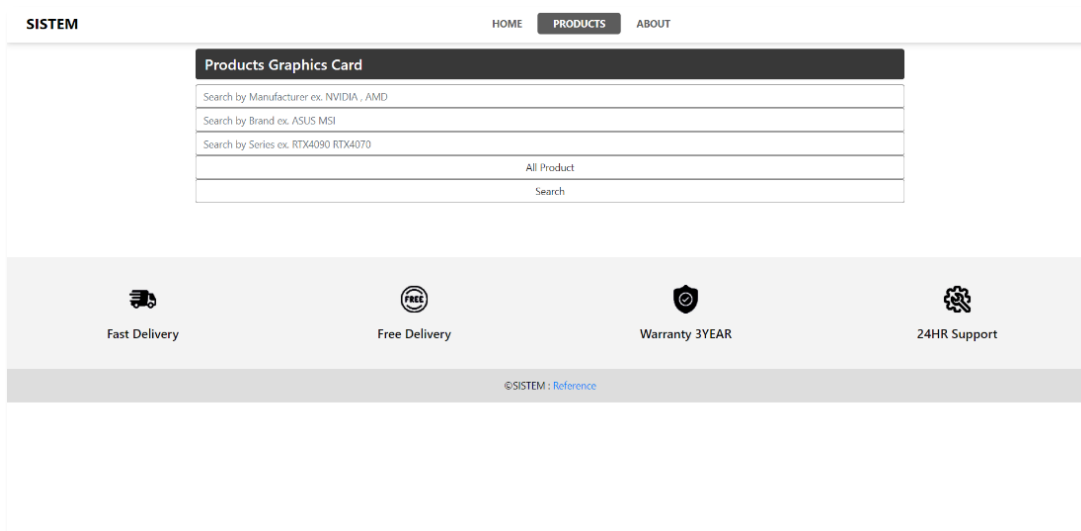 SISTEM HOME PRODUCTS ABOUT
Products Graphics Card
Search by Manufacturer ex. NVIDIA , AMD
Search by Brand ex. ASUS MSI
Search by Series ex. RTX4090 RTX4070
All Product
Search
FREE
Fast Delivery Free Delivery Warranty 3YEAR 24HR Support
©SISTEM : Reference